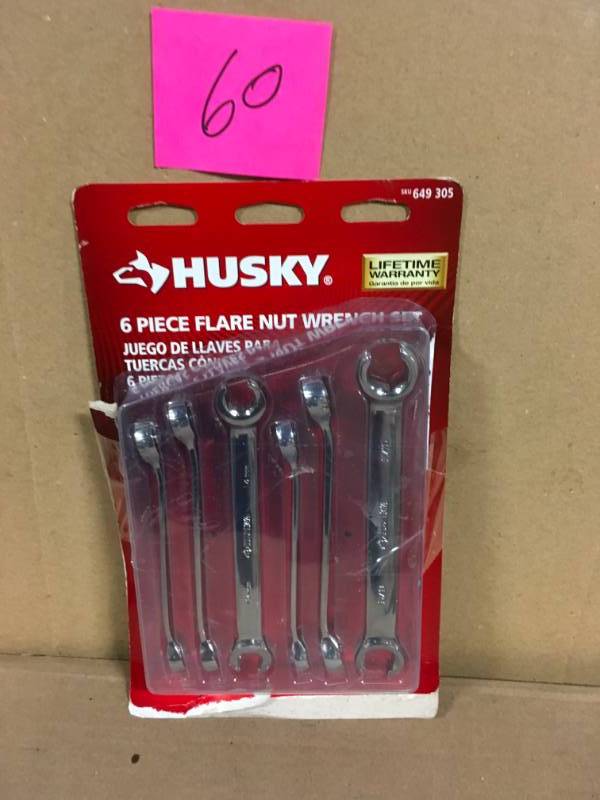 60
SKU 649 305
HUSKY®
LIFETIME
WARRANTY
Garantía de por vida
6 PIECE FLARE NUT WRENCH SET
JUEGO DE LLAVES PARA
TUERCAS
6